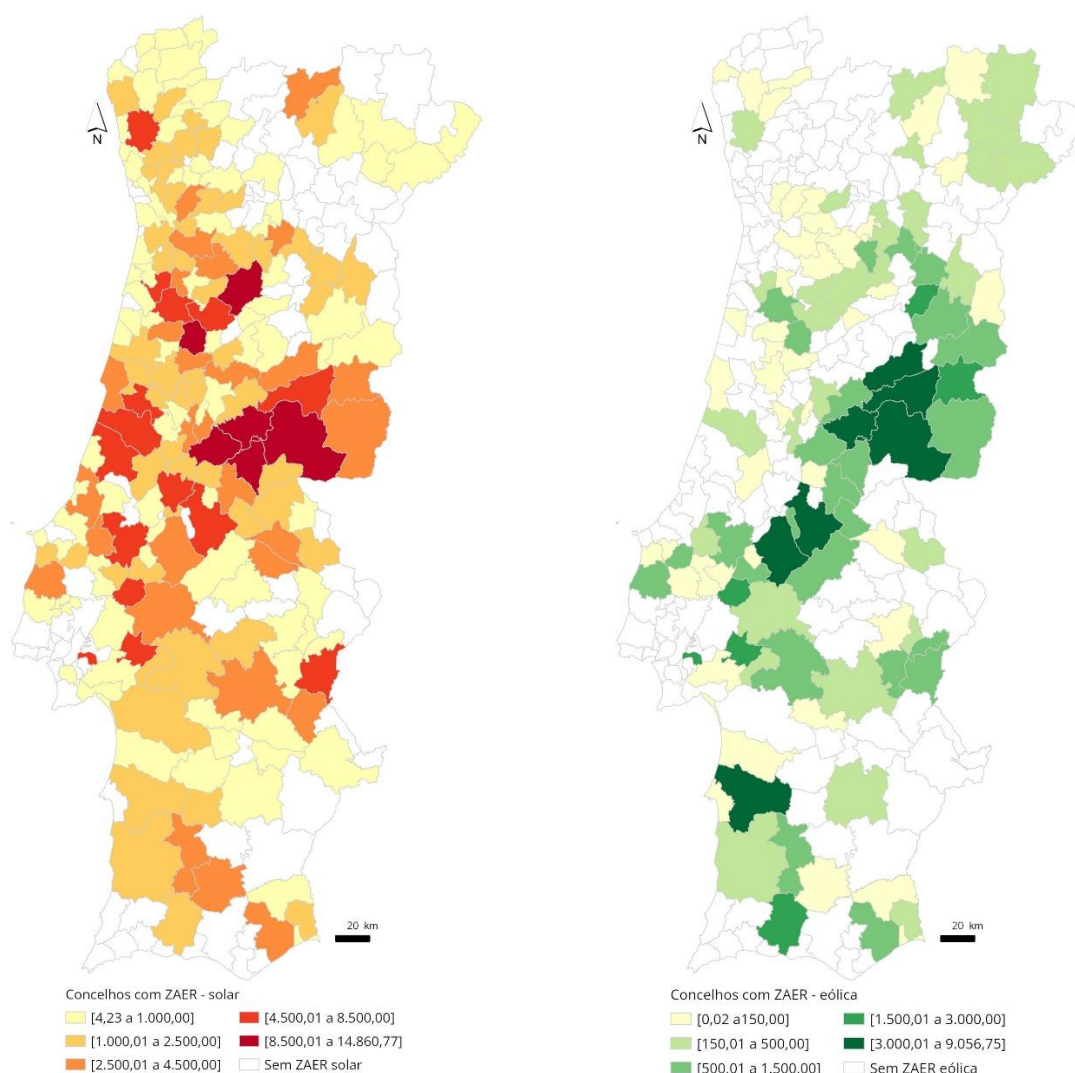 N
N
20 km
20 km
Concelhos com ZAER - solar
[4,23 a 1.000,00]
[1.000,01 a 2.500,00]
[2.500,01 a 4.500,00]
[4.500,01 a 8.500,00]
[8.500,01 a 14.860,77]
Sem ZAER solar
Concelhos com ZAER - eólica
[0,02 a150,00]
[150,01 a 500,00]
[500,01 a 1.500,00]
[1.500,01 a 3.000,00]
[3.000,01 a 9.056,75]
Sem ZAER eólica